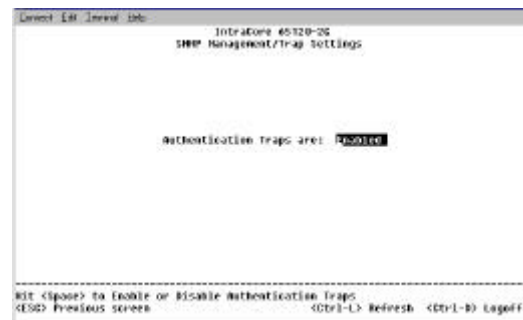 Connect Edit Terminal Help
IntraCore 65120-2G
SNMP Management/Trap Settings
Authentication Traps are: Enabled
Hit <Space> to Enable or Disable Authentication Traps
<ESC> Previous screen <Ctrl-L> Refresh <Ctrl-D> Logoff